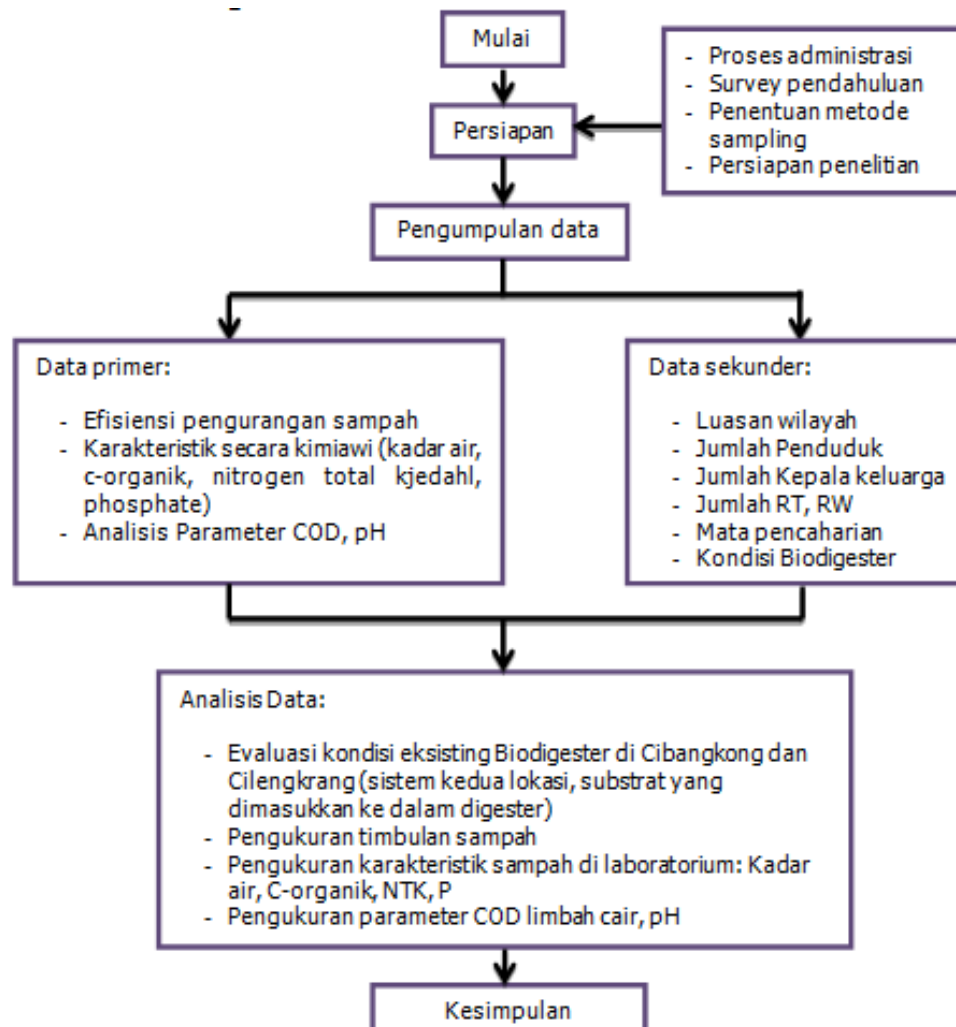 Mulai
- Proses administrasi
- Survey pendahuluan
- Penentuan metode
sampling
- Persiapan penelitian
Persiapan
Pengumpulan data
Data primer:
- Efisiensi pengurangan sampah
- Karakteristik secara kimiawi (kadar air,
c-organik, nitrogen total kjedahl,
phosphate)
- Analisis Parameter COD, pH
Data sekunder:
- Luasan wilayah
- Jumlah Penduduk
- Jumlah Kepala keluarga
- Jumlah RT, RW
- Mata pencaharian
- Kondisi Biodigester
Analisis Data:
- Evaluasi kondisi eksisting Biodigester di Cibangkong dan
Cilengkrang (sistem kedua lokasi, substrat yang
dimasukkan ke dalam digester)
- Pengukuran timbulan sampah
- Pengukuran karakteristik sampah di laboratorium: Kadar
air, C-organik, NTK, P
- Pengukuran parameter COD limbah cair, pH
Kesimpulan